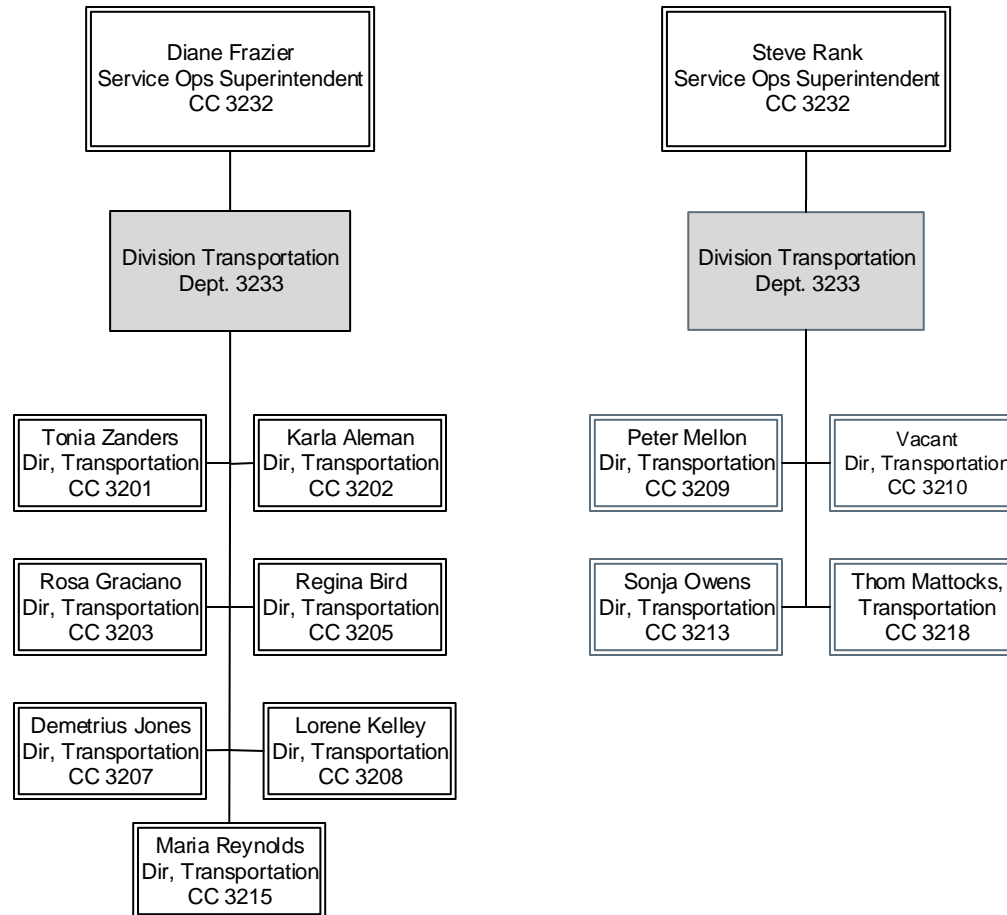 Diane Frazier
Service Ops Superintendent
CC 3232
Steve Rank
Service Ops Superintendent
CC 3232
Division Transportation
Dept. 3233
Division Transportation
Dept. 3233
Tonia Zanders
Dir, Transportation
CC 3201
Karla Aleman
Dir, Transportation
CC 3202
Peter Mellon
Dir, Transportation
CC 3209
Vacant
Dir, Transportation
CC 3210
Rosa Graciano
Dir, Transportation
CC 3203
Regina Bird
Dir, Transportation
CC 3205
Sonja Owens
Dir, Transportation
CC 3213
Thom Mattocks,
Transportation
CC 3218
Demetrius Jones
Dir, Transportation
CC 3207
Lorene Kelley
Dir, Transportation
CC 3208
Maria Reynolds
Dir, Transportation
CC 3215